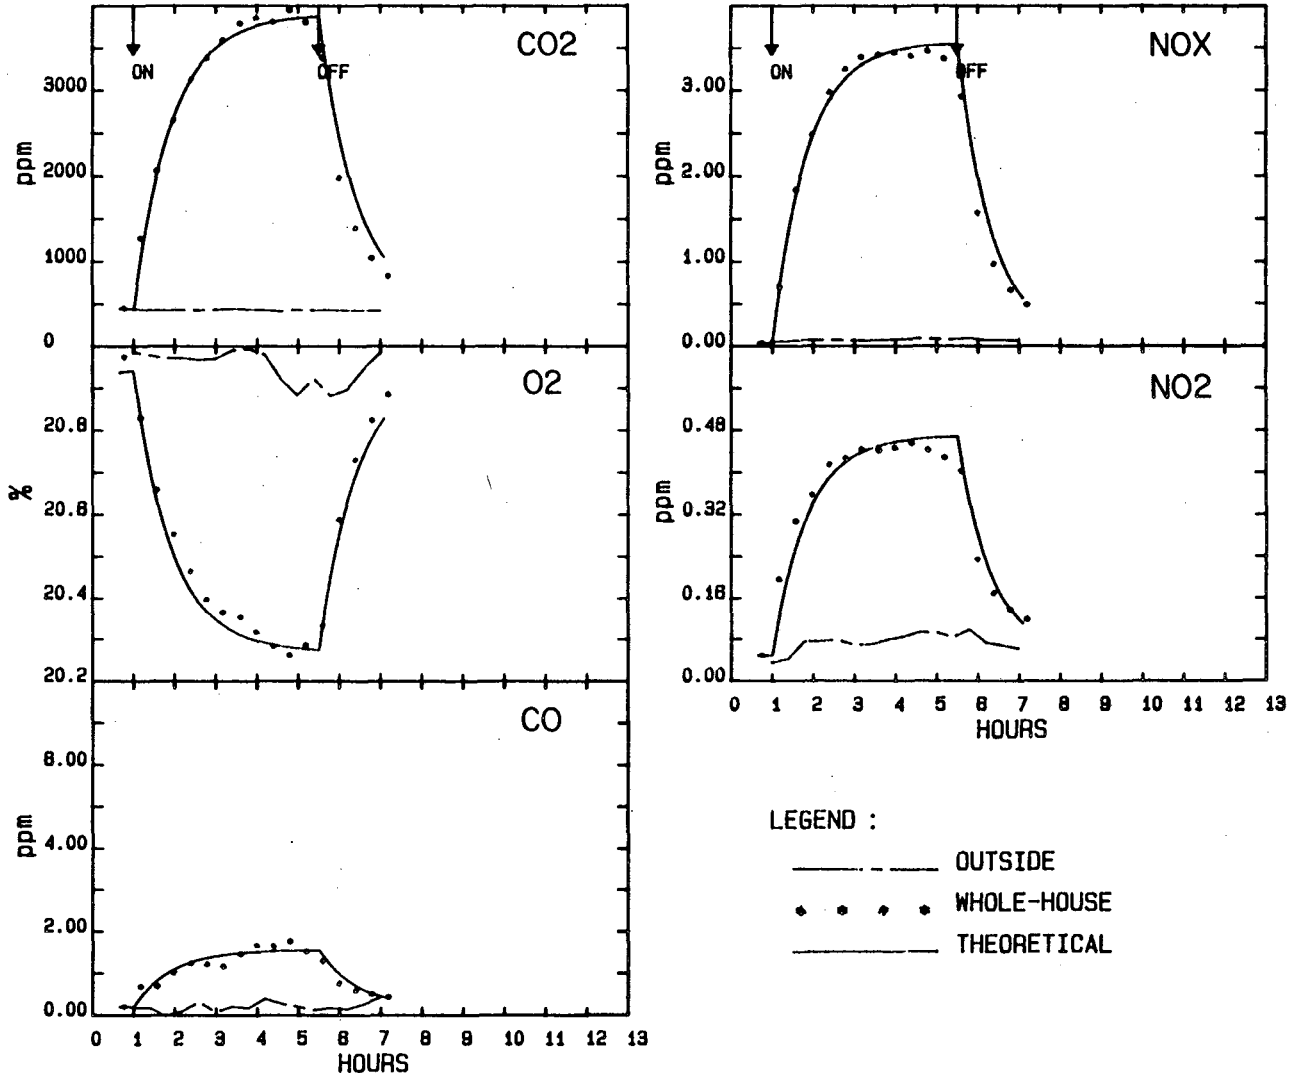 CO2
ON
OFF
ppm
3000
2000
1000
0
O2
%
20.8
20.6
20.4
20.2
CO
ppm
8.00
4.00
2.00
0.00
0 1 2 3 4 5 6 7 8 9 10 11 12 13
HOURS
NOX
ON
OFF
ppm
3.00
2.00
1.00
0.00
NO2
ppm
0.48
0.32
0.16
0.00
0 1 2 3 4 5 6 7 8 9 10 11 12 13
HOURS
LEGEND :
OUTSIDE
WHOLE-HOUSE
THEORETICAL